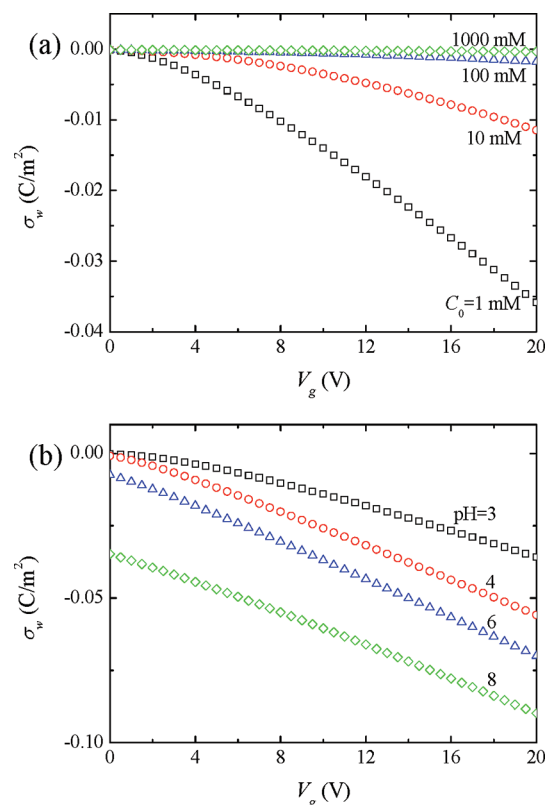 (a)
0.00
-0.01
-0.02
-0.03
-0.04
σw (C/m²)
1000 mM
100 mM
10 mM
C₀=1 mM
0 4 8 12 16 20
Vg (V)
(b)
0.00
-0.05
-0.10
σw (C/m²)
pH=3
4
6
8
0 4 8 12 16 20
Vg (V)